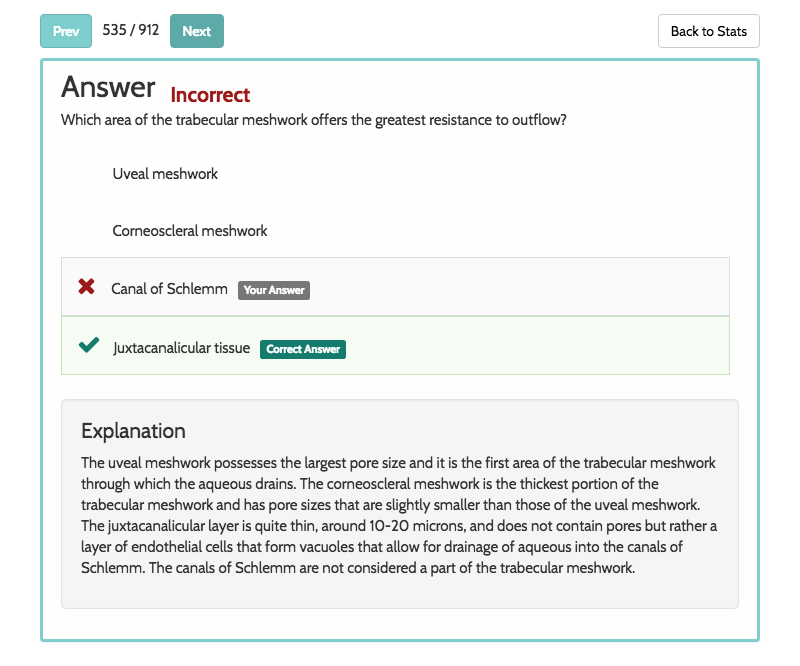 Prev 535 / 912 Next Back to Stats
Answer Incorrect
Which area of the trabecular meshwork offers the greatest resistance to outflow?
Uveal meshwork
Corneoscleral meshwork
Canal of Schlemm Your Answer
Juxtacanalicular tissue Correct Answer
Explanation
The uveal meshwork possesses the largest pore size and it is the first area of the trabecular meshwork
through which the aqueous drains. The corneoscleral meshwork is the thickest portion of the
trabecular meshwork and has pore sizes that are slightly smaller than those of the uveal meshwork.
The juxtacanalicular layer is quite thin, around 10-20 microns, and does not contain pores but rather a
layer of endothelial cells that form vacuoles that allow for drainage of aqueous into the canals of
Schlemm. The canals of Schlemm are not considered a part of the trabecular meshwork.